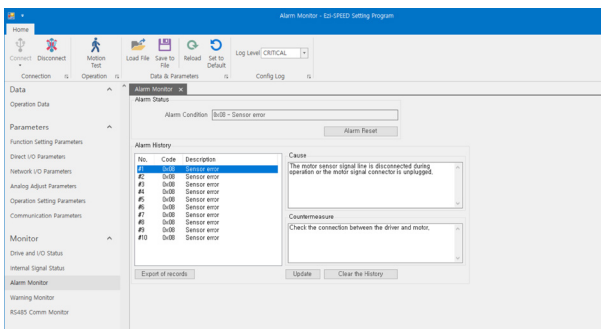 Alarm Monitor - Ezi-SPEED Setting Program
Home
Connect Disconnect Motion Test Load File Save to File Reload Set to Default Log Level CRITICAL
Connection Operation Data & Parameters Config Log
Data
Operation Data
Parameters
Function Setting Parameters
Direct I/O Parameters
Network I/O Parameters
Analog Adjust Parameters
Operation Setting Parameters
Communication Parameters
Monitor
Drive and I/O Status
Internal Signal Status
Alarm Monitor
Warning Monitor
RS485 Comm Monitor
Alarm Monitor ×
Alarm Status
Alarm Condition 0x08 - Sensor error
Alarm Reset
Alarm History
No. Code Description
#1 0x08 Sensor error
#2 0x08 Sensor error
#3 0x08 Sensor error
#4 0x08 Sensor error
#5 0x08 Sensor error
#6 0x08 Sensor error
#7 0x08 Sensor error
#8 0x08 Sensor error
#9 0x08 Sensor error
#10 0x08 Sensor error
Export of records
Cause
The motor sensor signal line is disconnected during
operation or the motor signal connector is unplugged.
Countermeasure
Check the connection between the driver and motor,
Update Clear the History